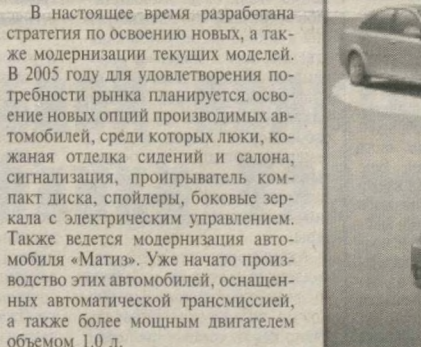 В настоящее время разработана
стратегия по освоению новых, а так-
же модернизации текущих моделей.
В 2005 году для удовлетворения по-
требности рынка планируется осво-
ение новых опций производимых ав-
томобилей, среди которых люки, ко-
жаная отделка сидений и салона,
сигнализация, проигрыватель ком-
пакт диска, спойлеры, боковые зер-
кала с электрическим управлением.
Также ведется модернизация авто-
мобиля «Матиз». Уже начато произ-
водство этих автомобилей, оснащен-
ных автоматической трансмиссией,
а также более мощным двигателем
объемом 1,0 л.